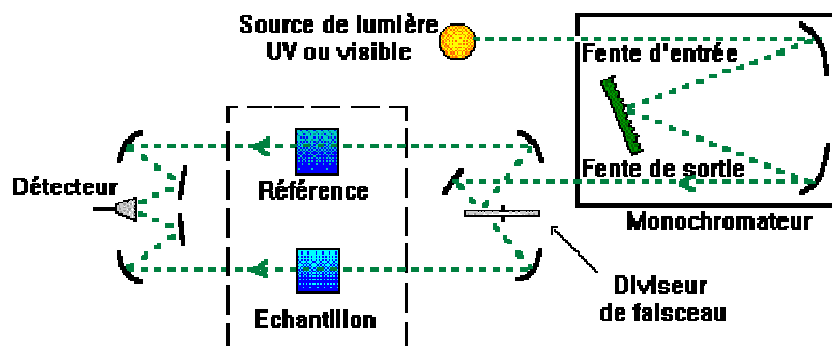 Source de lumière
UV ou visible
Fente d'entrée
Fente de sortie
Monochromateur
Détecteur
Référence
Echantillon
Diviseur
de faisceau